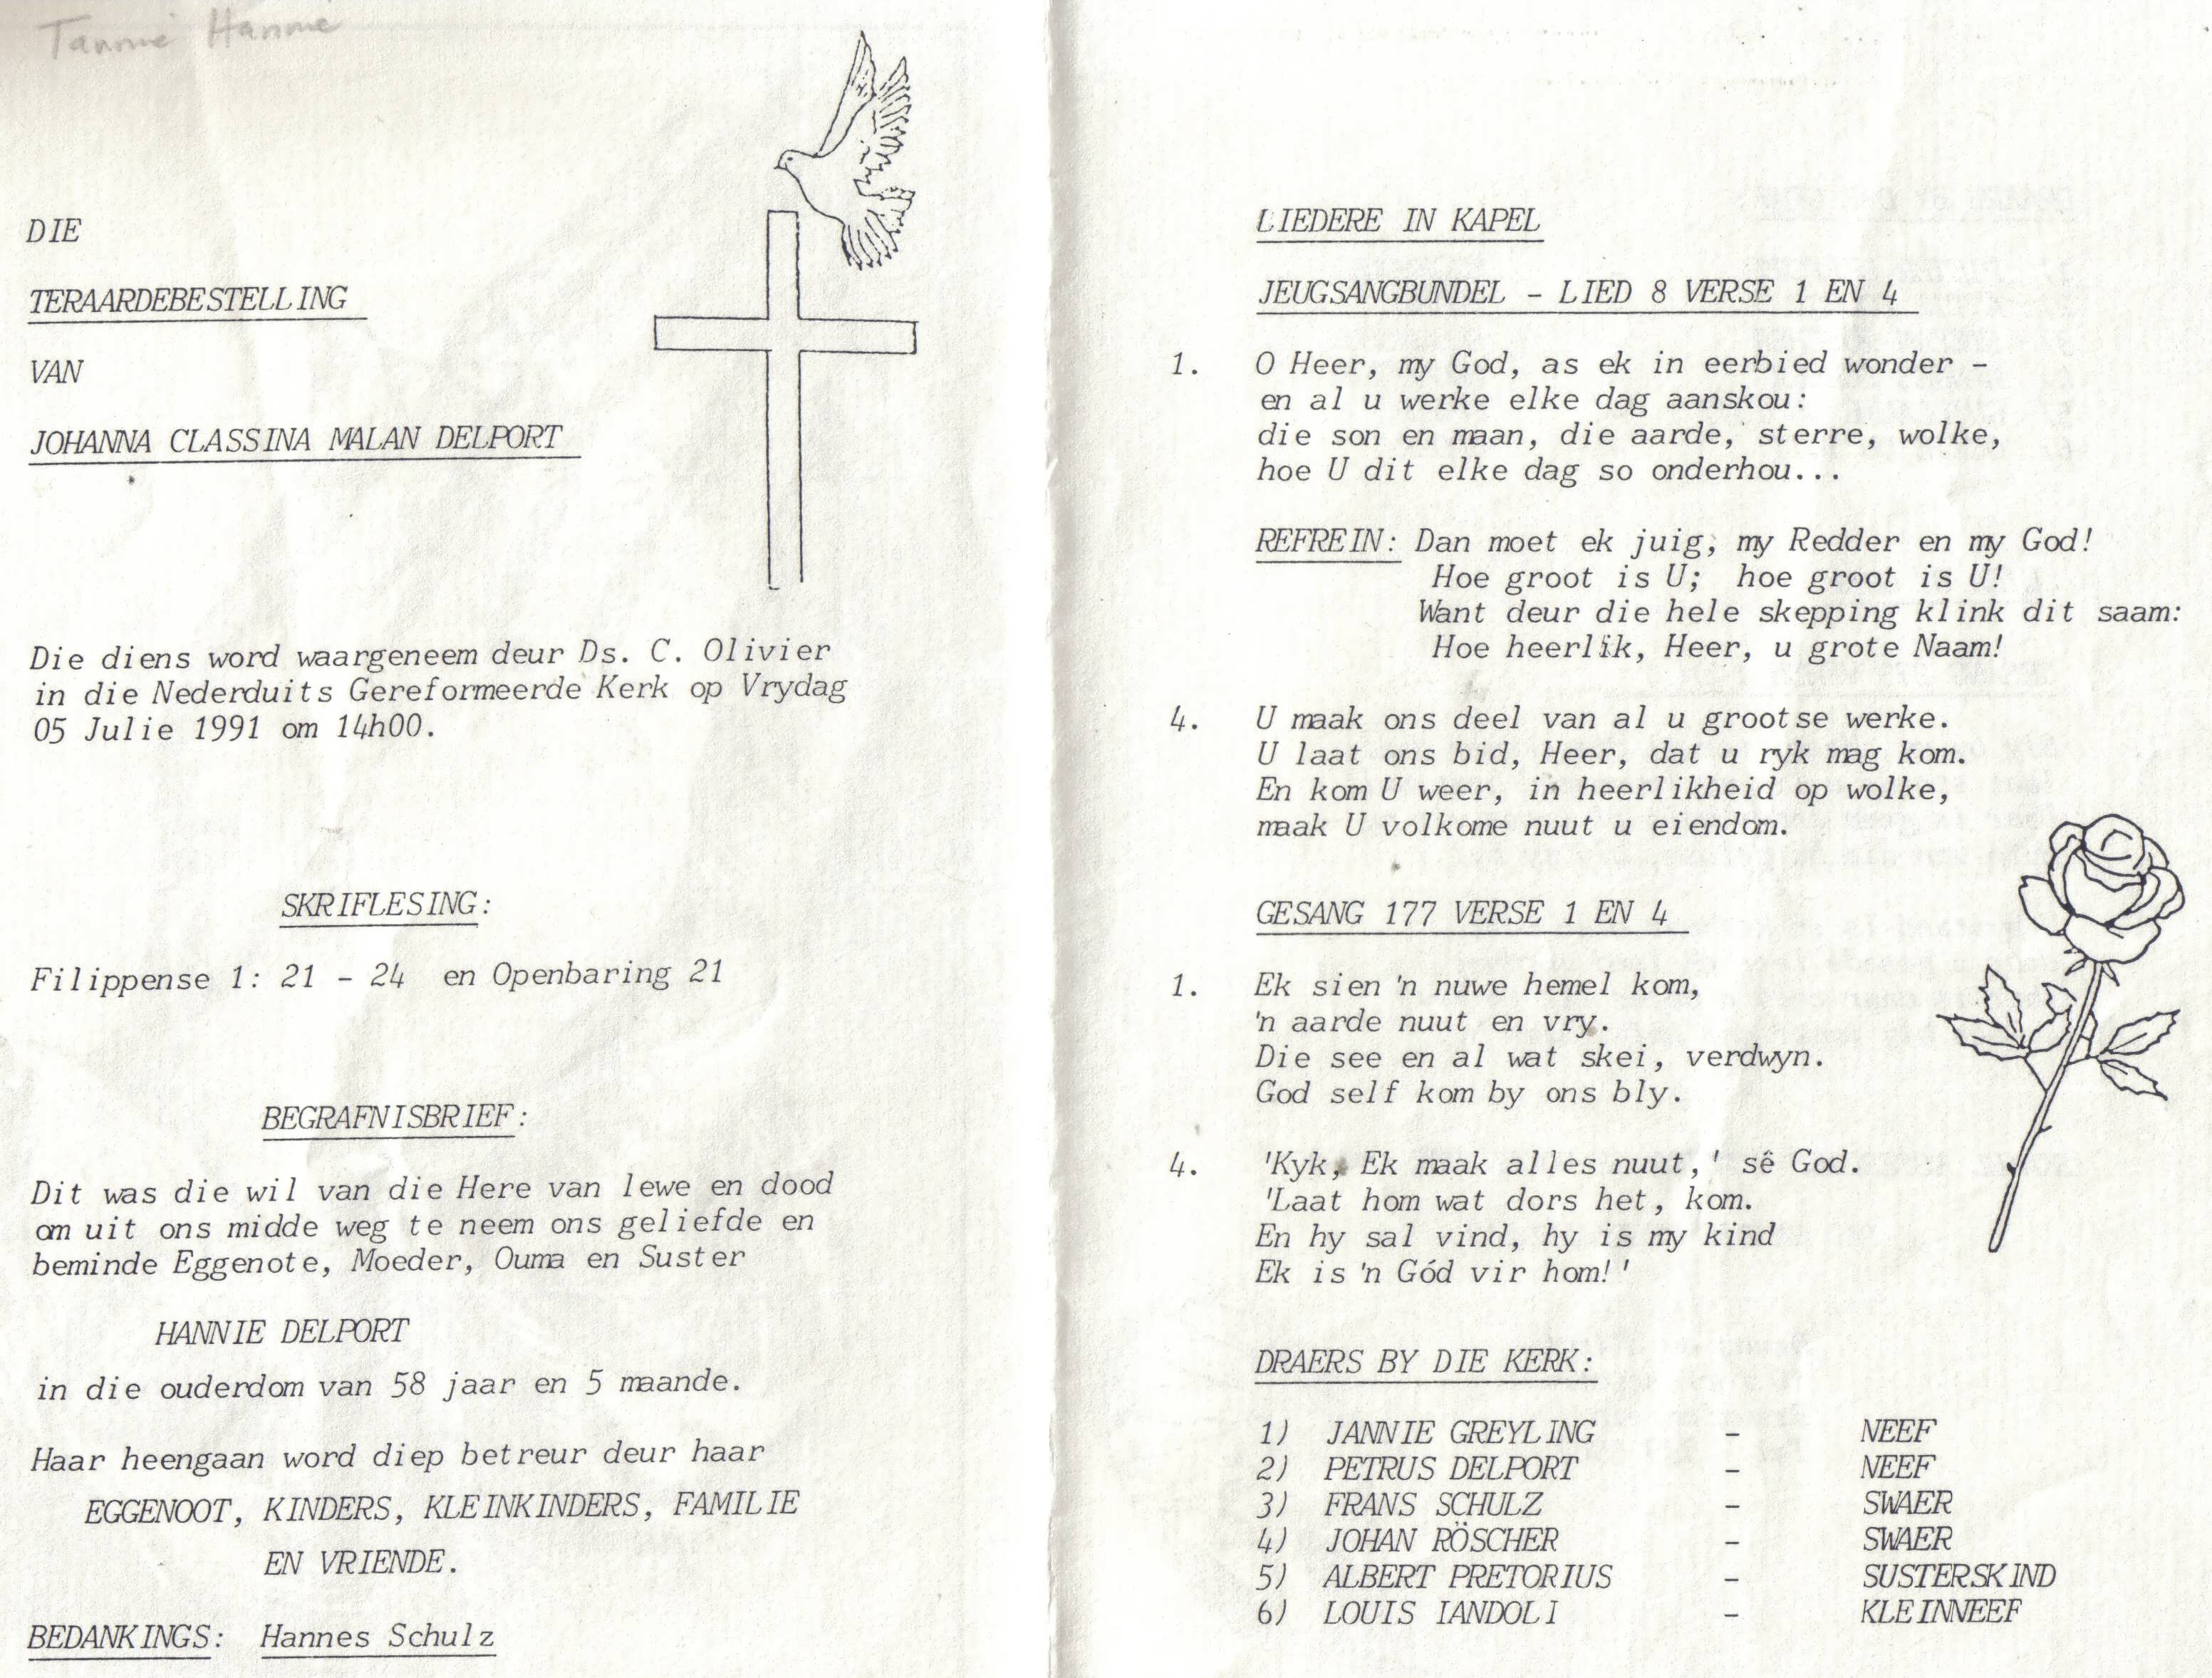 Tannie Hannie
DIE
TERAARDEBESTELLING
VAN
JOHANNA CLASSINA MALAN DELPORT
Die diens word waargeneem deur Ds. C. Olivier
in die Nederduits Gereformeerde Kerk op Vrydag
05 Julie 1991 om 14h00.
SKRIFLESING:
Filippense 1: 21 - 24 en Openbaring 21
BEGRAFNISBRIEF:
Dit was die wil van die Here van lewe en dood
om uit ons midde weg te neem ons geliefde en
beminde Eggenote, Moeder, Ouma en Suster
HANNIE DELPORT
in die ouderdom van 58 jaar en 5 maande.
Haar heengaan word diep betreur deur haar
EGGENOOT, KINDERS, KLEINKINDERS, FAMILIE
EN VRIENDE.
BEDANKINGS: Hannes Schulz
LIEDERE IN KAPEL
JEUGSANGBUNDEL - LIED 8 VERSE 1 EN 4
1. O Heer, my God, as ek in eerbied wonder -
en al u werke elke dag aanskou:
die son en maan, die aarde, sterre, wolke,
hoe U dit elke dag so onderhou...
REFREIN: Dan moet ek juig, my Redder en my God!
Hoe groot is U; hoe groot is U!
Want deur die hele skepping klink dit saam:
Hoe heerlik, Heer, u grote Naam!
4. U maak ons deel van al u grootse werke.
U laat ons bid, Heer, dat u ryk mag kom.
En kom U weer, in heerlikheid op wolke,
maak U volkome nuut u eiendom.
GESANG 177 VERSE 1 EN 4
1. Ek sien 'n nuwe hemel kom,
'n aarde nuut en vry.
Die see en al wat skei, verdwyn.
God self kom by ons bly.
4. 'Kyk, Ek maak alles nuut,' sê God.
'Laat hom wat dors het, kom.
En hy sal vind, hy is my kind
Ek is 'n Gód vir hom!'
DRAERS BY DIE KERK:
1) JANNIE GREYLING - NEEF
2) PETRUS DELPORT - NEEF
3) FRANS SCHULZ - SWAER
4) JOHAN RÖSCHER - SWAER
5) ALBERT PRETORIUS - SUSTERSKIND
6) LOUIS IANDOLI - KLEINNEEF